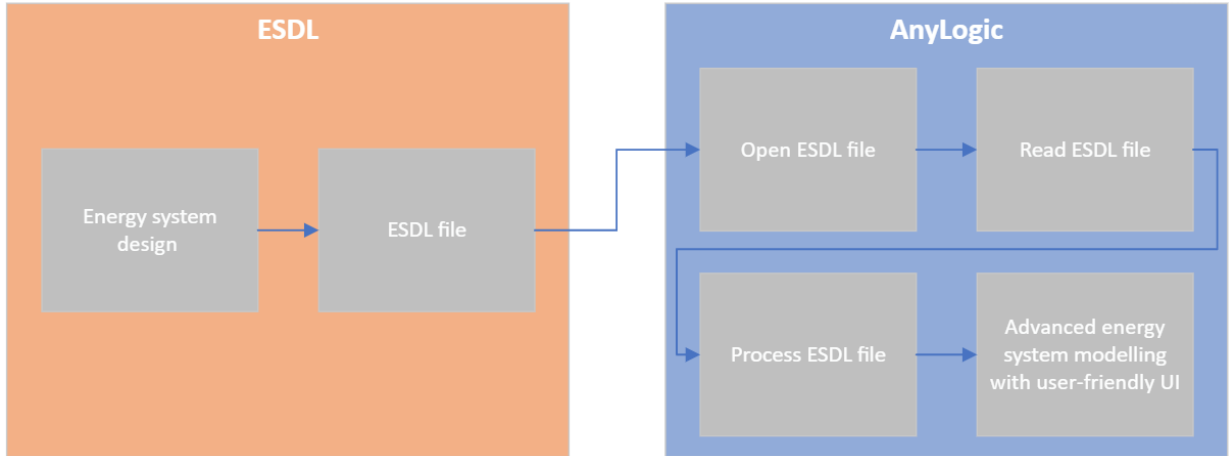 ESDL
Energy system
design
ESDL file
AnyLogic
Open ESDL file
Read ESDL file
Process ESDL file
Advanced energy
system modelling
with user-friendly UI